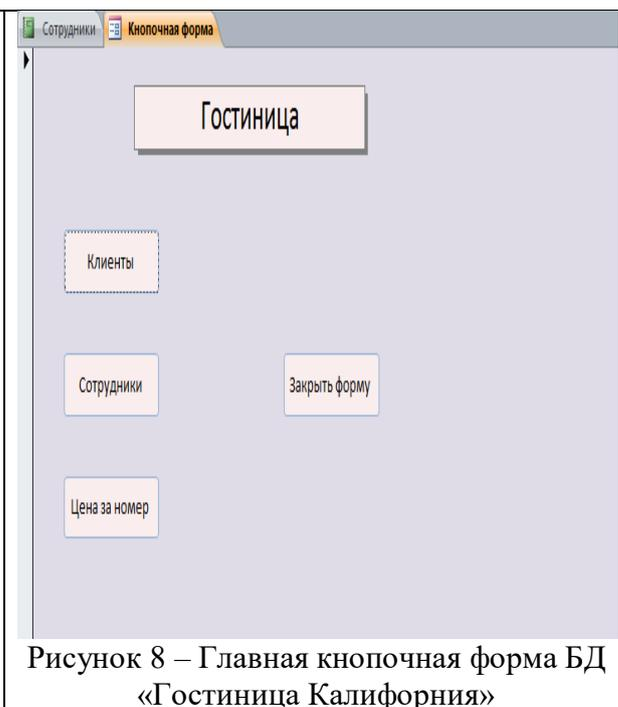 Сотрудники Кнопочная форма
Гостиница
Клиенты
Сотрудники Закрыть форму
Цена за номер
Рисунок 8 – Главная кнопочная форма БД
«Гостиница Калифорния»